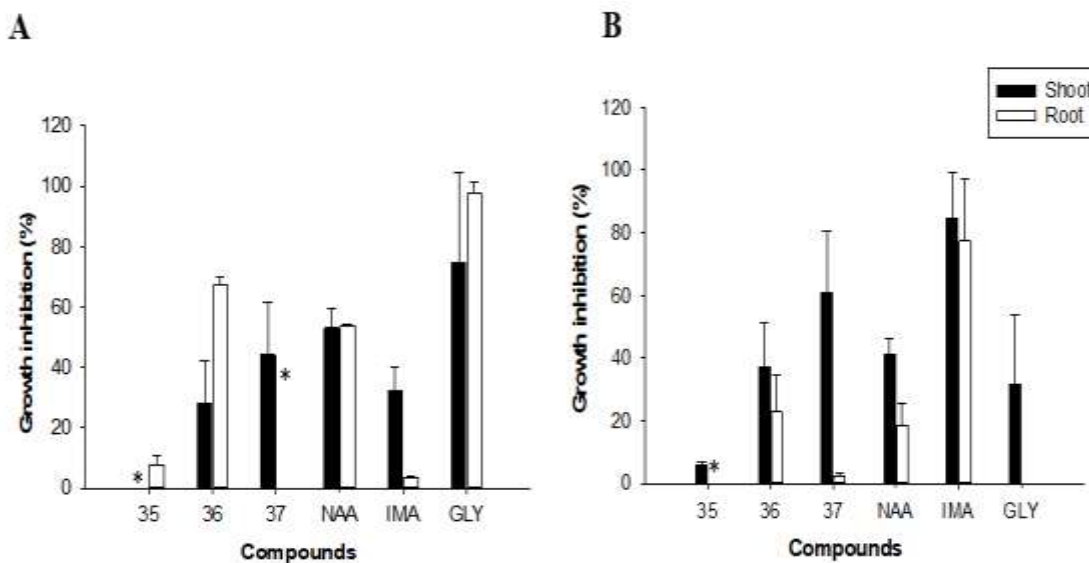 A
Growth inhibition (%)
120
100
80
60
40
20
0
*
*
35 36 37 NAA IMA GLY
Compounds
B
Shoot
Root
Growth inhibition (%)
120
100
80
60
40
20
0
*
35 36 37 NAA IMA GLY
Compounds